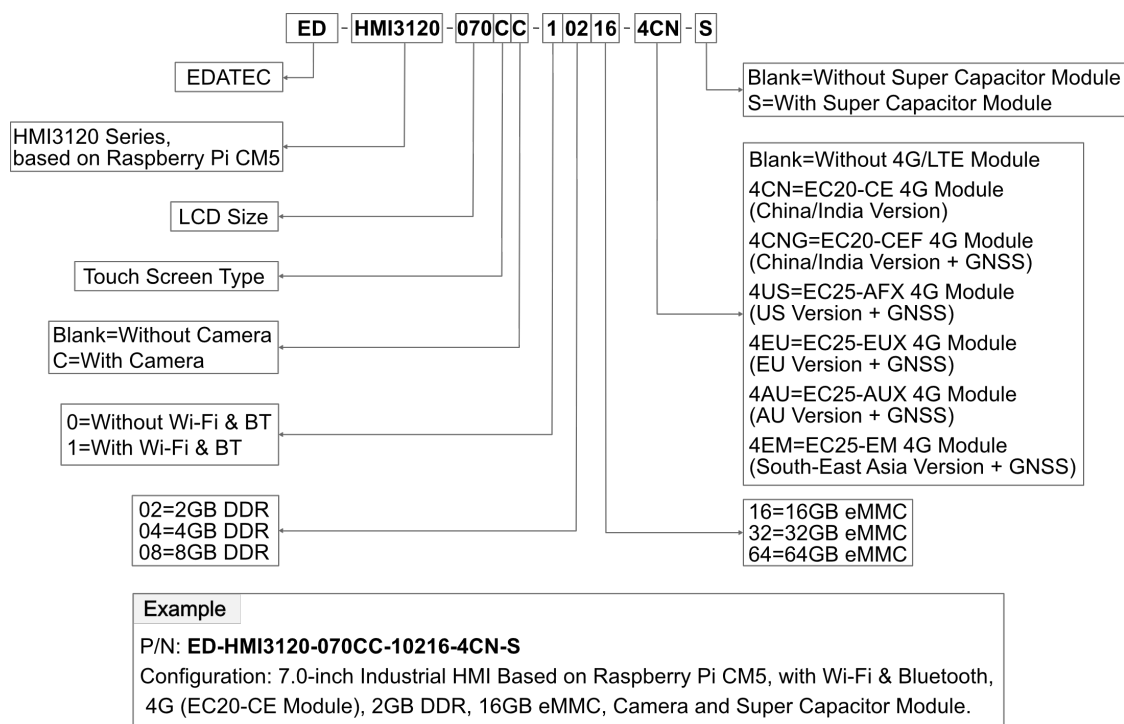 ED-HMI3120-070CC-10216-4CN-S
EDATEC
HMI3120 Series,
based on Raspberry Pi CM5
LCD Size
Touch Screen Type
Blank=Without Camera
C=With Camera
0=Without Wi-Fi & BT
1=With Wi-Fi & BT
02=2GB DDR
04=4GB DDR
08=8GB DDR
Blank=Without Super Capacitor Module
S=With Super Capacitor Module
Blank=Without 4G/LTE Module
4CN=EC20-CE 4G Module
(China/India Version)
4CNG=EC20-CEF 4G Module
(China/India Version + GNSS)
4US=EC25-AFX 4G Module
(US Version + GNSS)
4EU=EC25-EUX 4G Module
(EU Version + GNSS)
4AU=EC25-AUX 4G Module
(AU Version + GNSS)
4EM=EC25-EM 4G Module
(South-East Asia Version + GNSS)
16=16GB eMMC
32=32GB eMMC
64=64GB eMMC
Example
P/N: ED-HMI3120-070CC-10216-4CN-S
Configuration: 7.0-inch Industrial HMI Based on Raspberry Pi CM5, with Wi-Fi & Bluetooth,
4G (EC20-CE Module), 2GB DDR, 16GB eMMC, Camera and Super Capacitor Module.